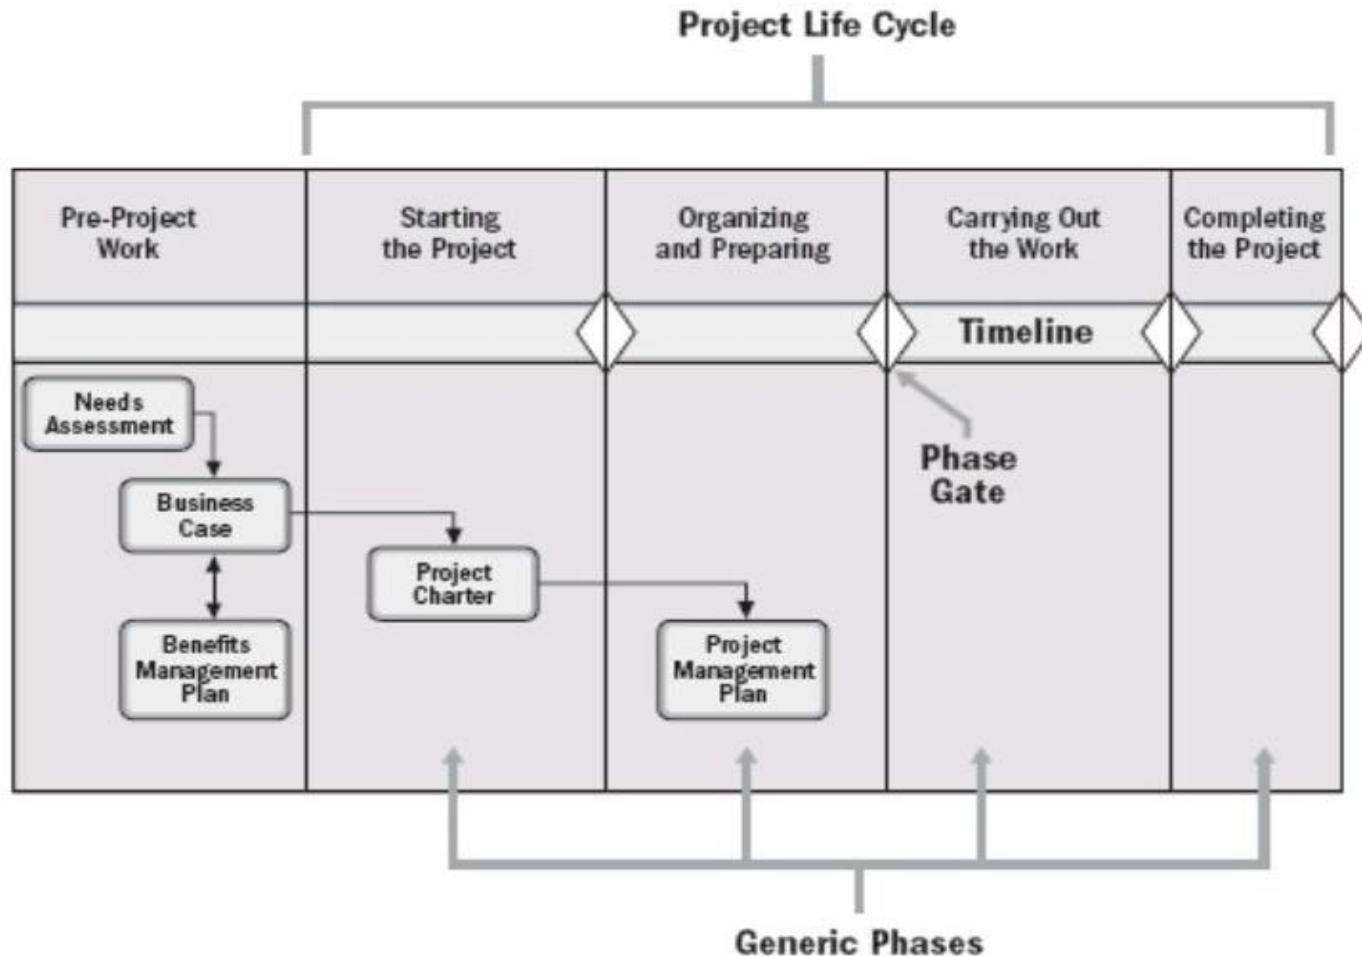 Project Life Cycle
Pre-Project
Work
Starting
the Project
Organizing
and Preparing
Carrying Out
the Work
Completing
the Project
Timeline
Needs
Assessment
Business
Case
Benefits
Management
Plan
Project
Charter
Project
Management
Plan
Phase
Gate
Generic Phases